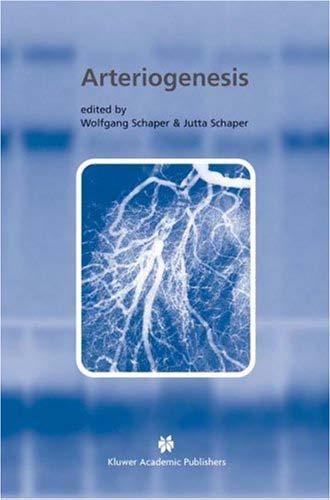 Arteriogenesis
edited by
Wolfgang Schaper & Jutta Schaper
Kluwer Academic Publishers